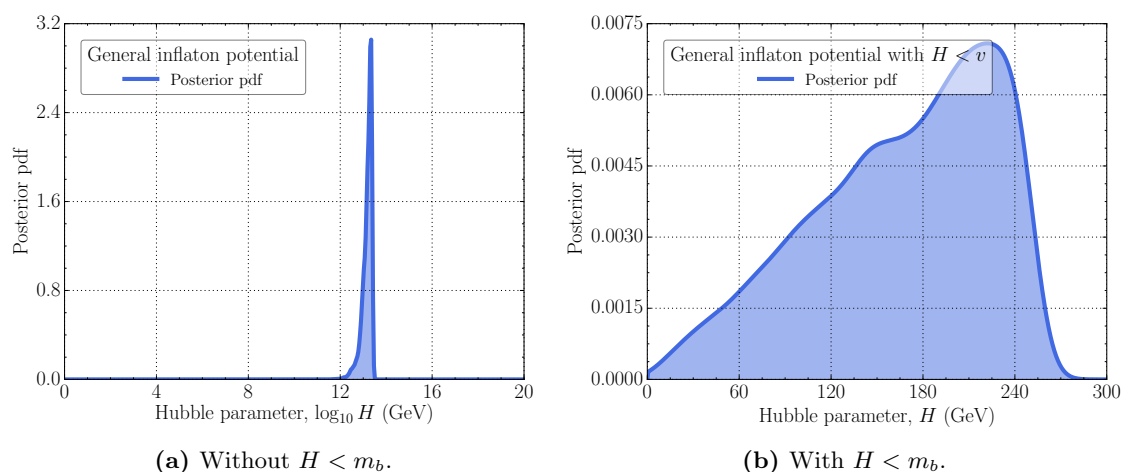 3.2
2.4
1.6
0.8
0.0
0 4 8 12 16 20
Posterior pdf
General inflaton potential
Posterior pdf
Hubble parameter, log₁₀ H (GeV)
(a) Without H < m_b.
0.0075
0.0060
0.0045
0.0030
0.0015
0.0000
0 60 120 180 240 300
Posterior pdf
General inflaton potential with H < v
Posterior pdf
Hubble parameter, H (GeV)
(b) With H < m_b.